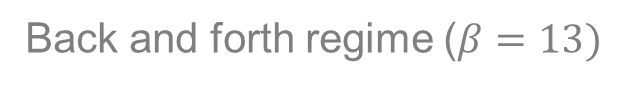 Back and forth regime (𝛽 = 13)